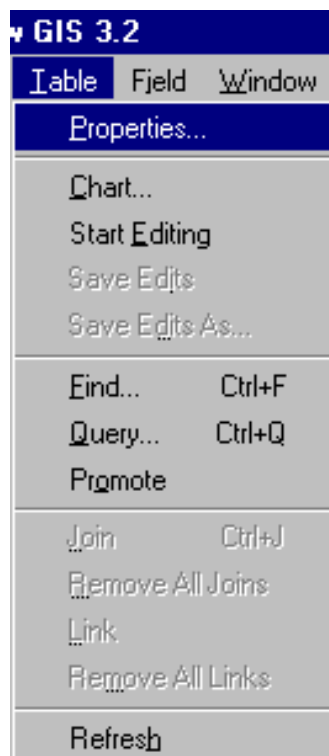 GIS 3.2
Table Field Window
Properties...
Chart...
Start Editing
Save Edits
Save Edits As...
Find... Ctrl+F
Query... Ctrl+Q
Promote
Join Ctrl+J
Remove All Joins
Link
Remove All Links
Refresh